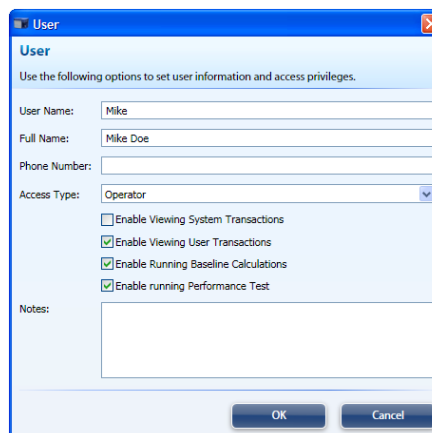 User
User
Use the following options to set user information and access privileges.
User Name: Mike
Full Name: Mike Doe
Phone Number:
Access Type: Operator
Enable Viewing System Transactions
Enable Viewing User Transactions
Enable Running Baseline Calculations
Enable running Performance Test
Notes:
OK Cancel